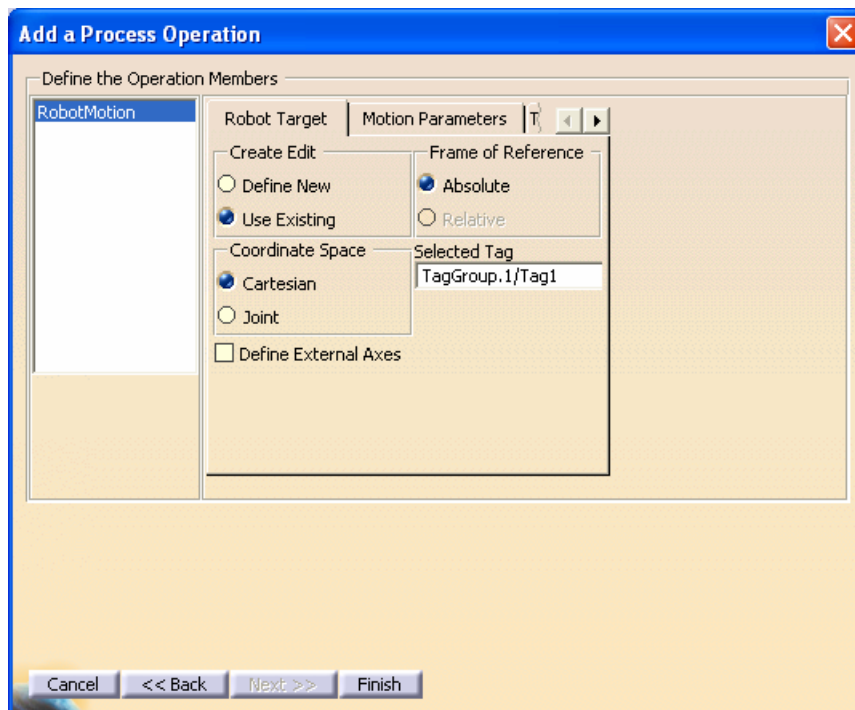 Add a Process Operation
Define the Operation Members
RobotMotion
Robot Target
Motion Parameters
T
Create Edit
Define New
Use Existing
Frame of Reference
Absolute
Relative
Coordinate Space
Cartesian
Joint
Selected Tag
TagGroup.1/Tag1
Define External Axes
Cancel
<< Back
Next >>
Finish